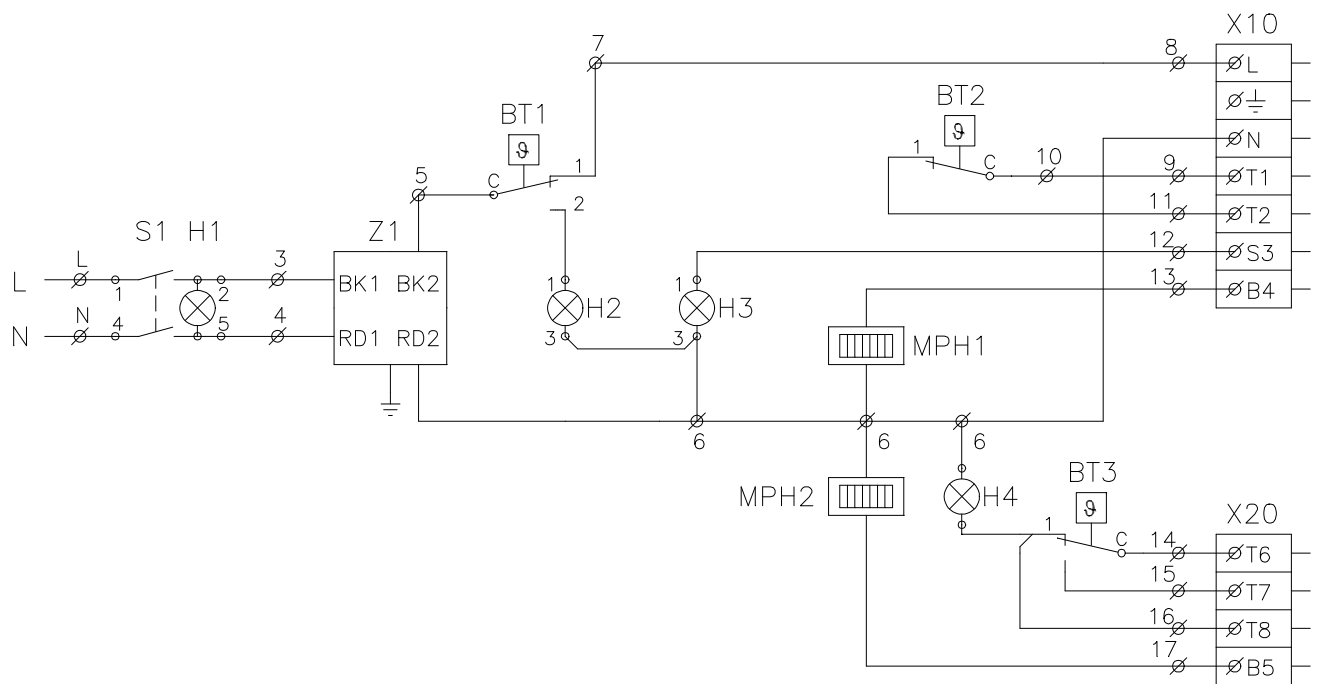 X10
7
8
L
BT1
ϑ
BT2
ϑ
N
1
1
C
10
9
T1
5
C
2
11
T2
S1 H1
Z1
12
S3
L
L
1
2
3
BK1 BK2
1
H2
1
H3
13
B4
N
N
4
5
4
RD1 RD2
3
3
MPH1
6
6
6
MPH2
H4
BT3
ϑ
X20
1
C
14
T6
15
T7
16
T8
17
B5